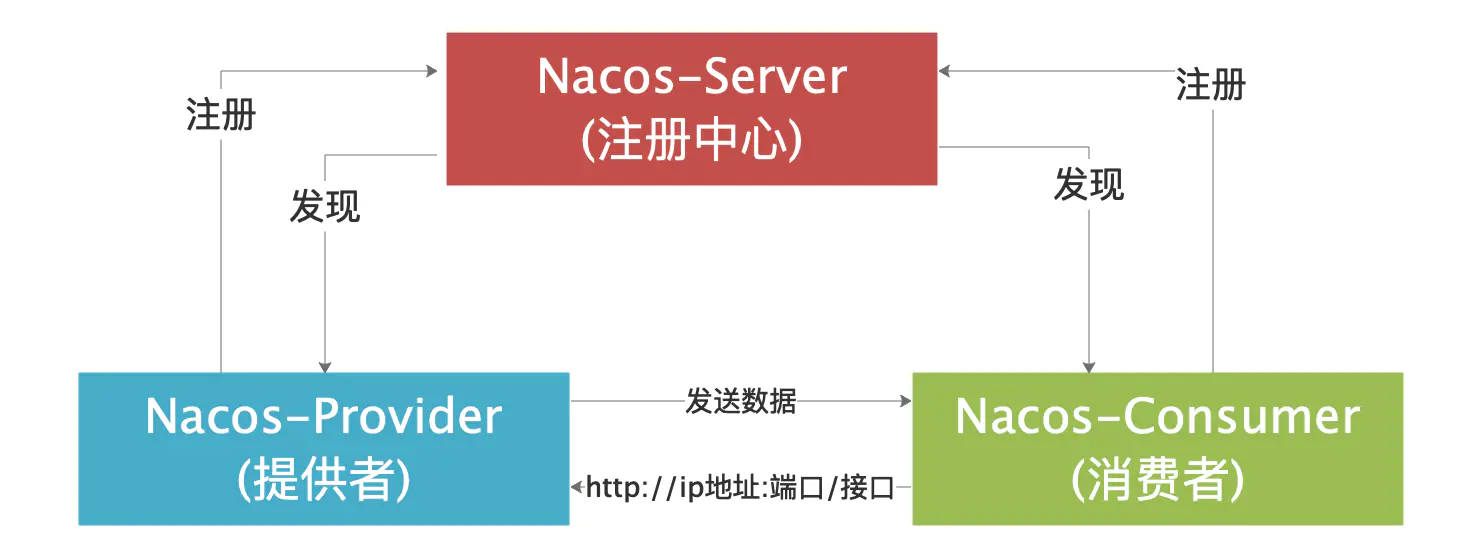 Nacos-Server
(注册中心)
注册
注册
发现
发现
Nacos-Provider
(提供者)
发送数据
http://ip地址:端口/接口
Nacos-Consumer
(消费者)